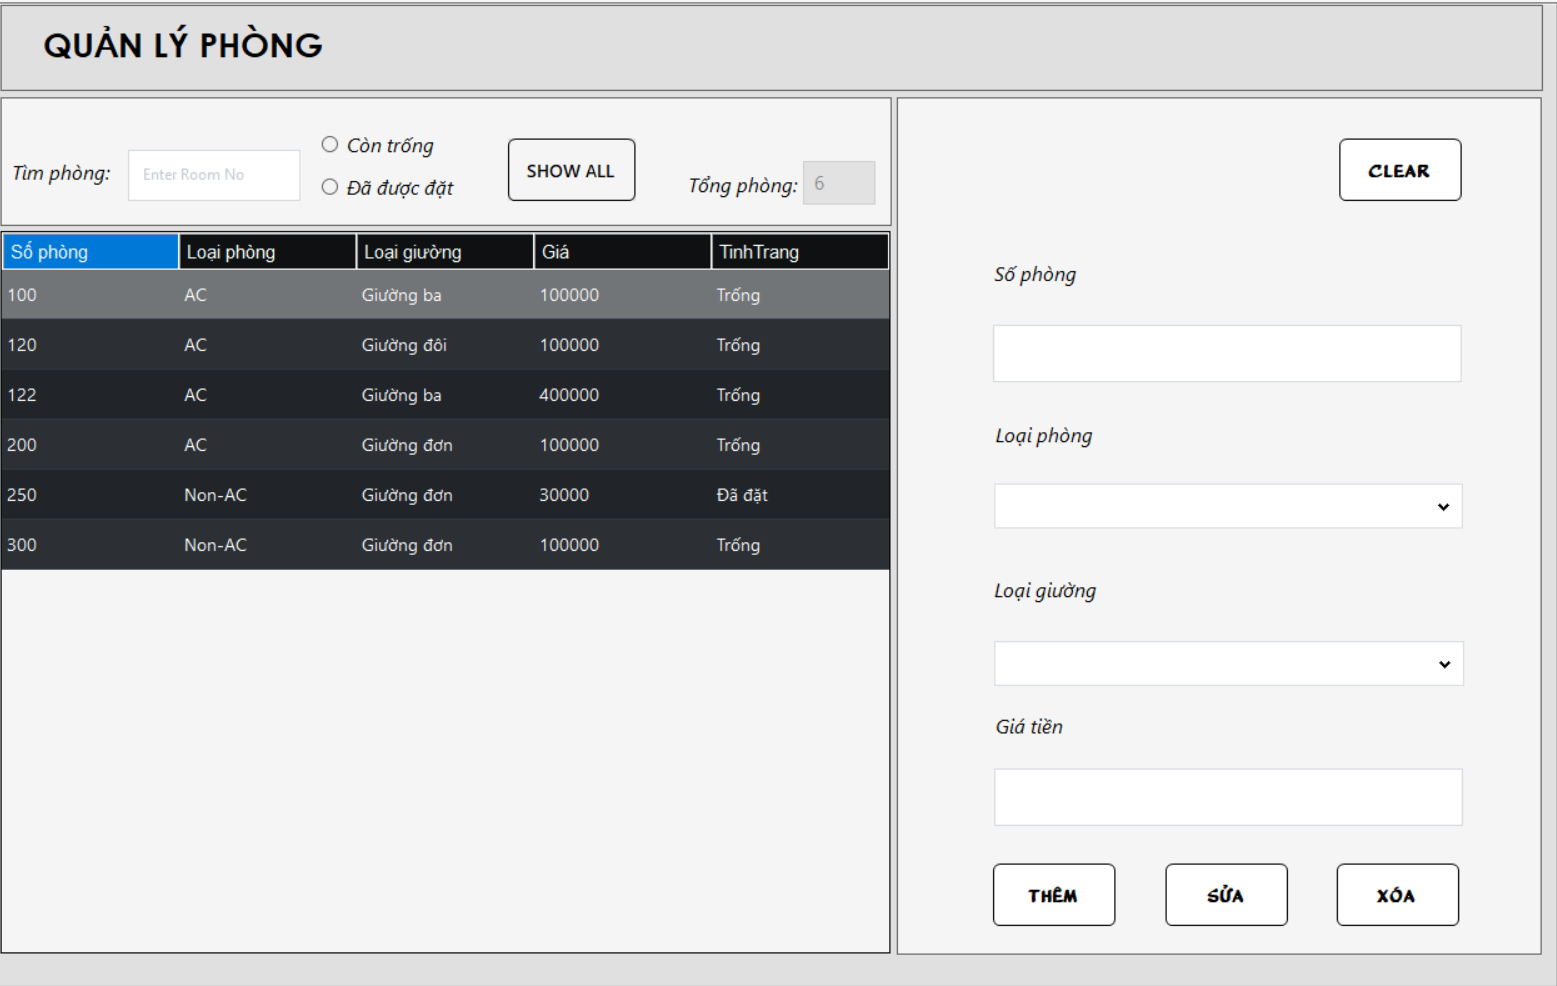 QUẢN LÝ PHÒNG
Tìm phòng:
Enter Room No
Còn trống
Đã được đặt
SHOW ALL
Tổng phòng:
6
Số phòng Loại phòng Loại giường Giá TinhTrang
100 AC Giường ba 100000 Trống
120 AC Giường đôi 100000 Trống
122 AC Giường ba 400000 Trống
200 AC Giường đơn 100000 Trống
250 Non-AC Giường đơn 30000 Đã đặt
300 Non-AC Giường đơn 100000 Trống
CLEAR
Số phòng
Loại phòng
Loại giường
Giá tiền
THÊM SỬA XÓA